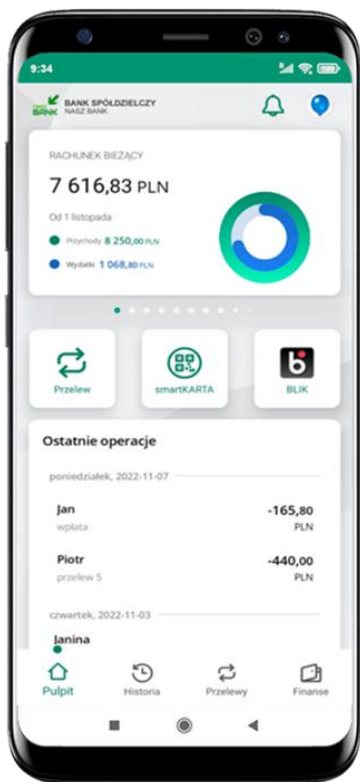 9:34
BANK SPÓŁDZIELCZY
NASZ BANK
BANK
RACHUNEK BIEŻĄCY
7 616,83 PLN
Od 1 listopada
Przychody 8 250,00 PLN
Wydatki 1 068,80 PLN
Przelew
smartKARTA
BLIK
Ostatnie operacje
poniedziałek, 2022-11-07
Jan -165,80
wpłata PLN
Piotr -440,00
przelew 5 PLN
czwartek, 2022-11-03
Janina
Pulpit Historia Przelewy Finanse